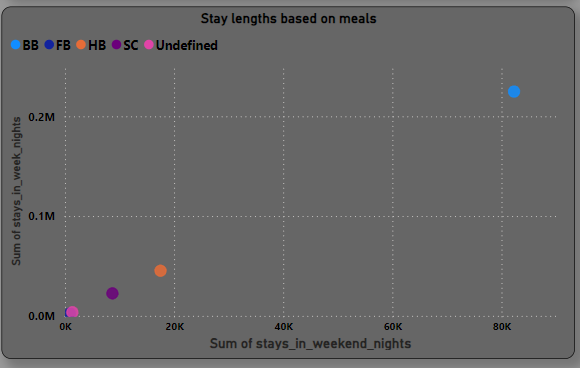 Stay lengths based on meals
BB FB HB SC Undefined
Sum of stays_in_week_nights
0.2M
0.1M
0.0M
0K 20K 40K 60K 80K
Sum of stays_in_weekend_nights